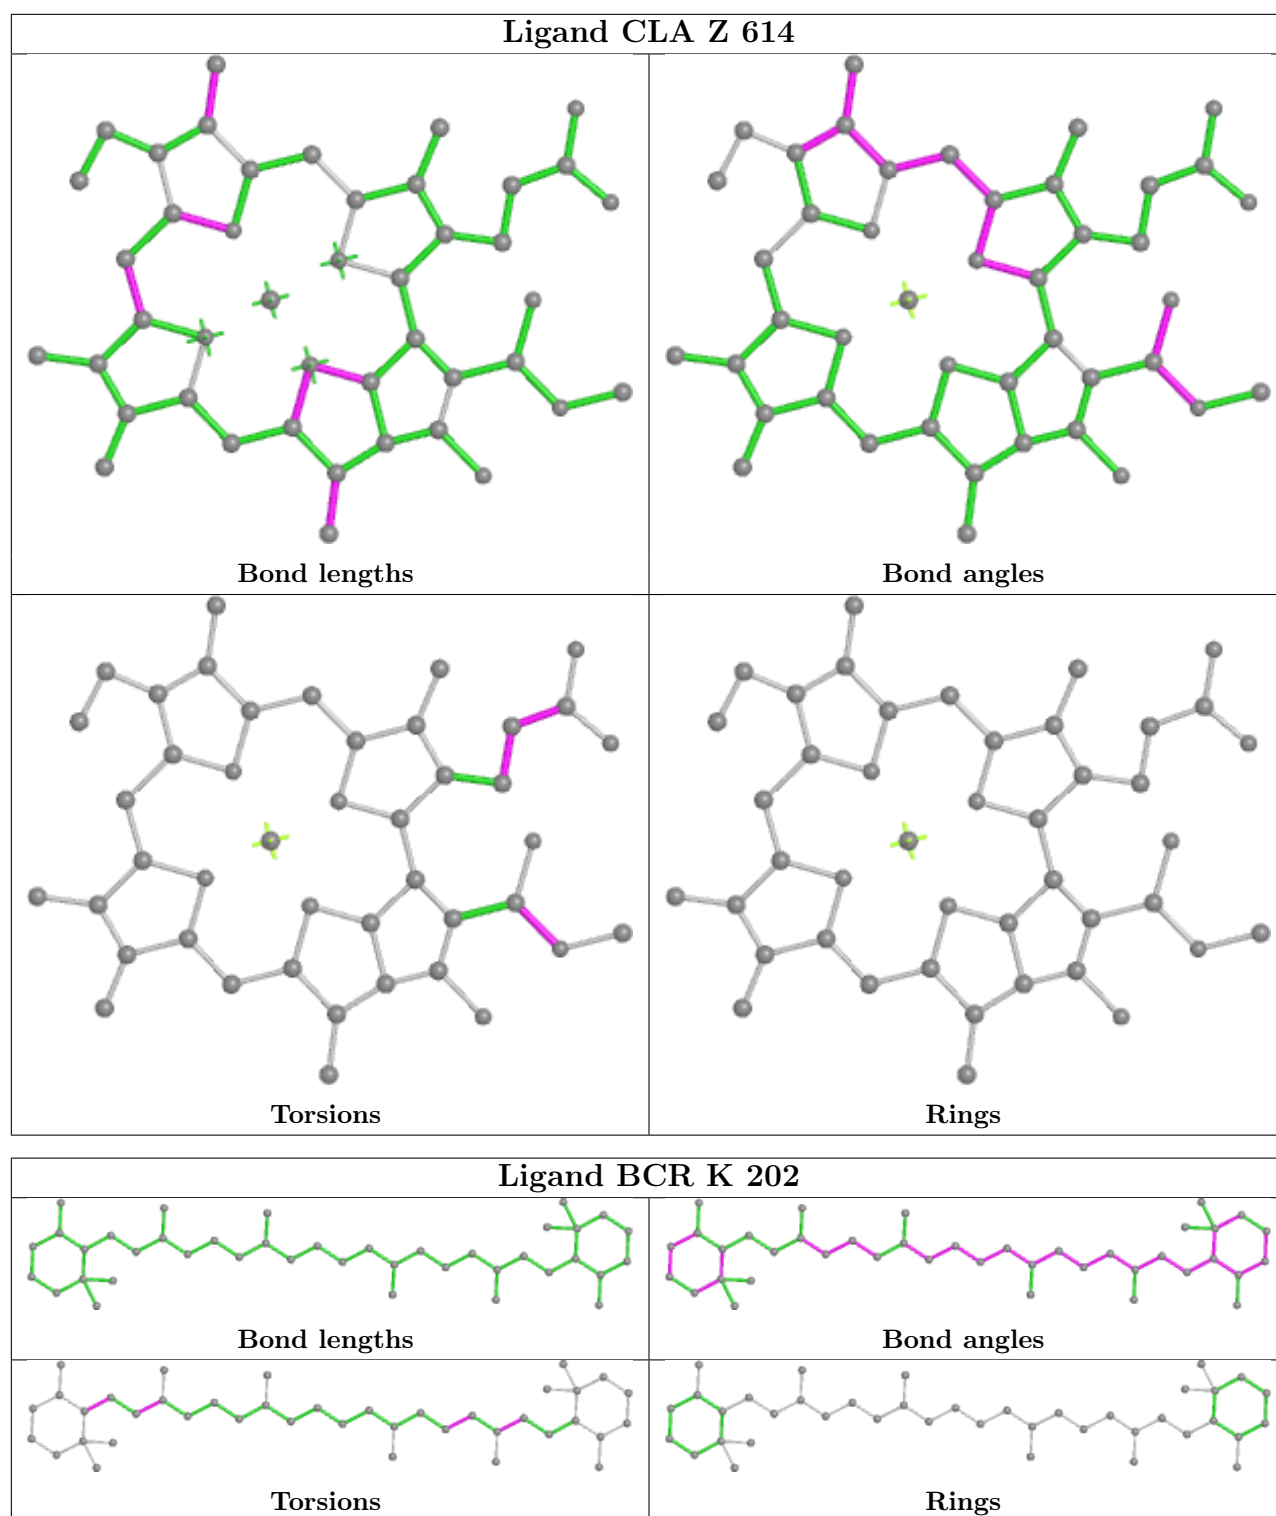 Ligand CLA Z 614
Bond lengths
Bond angles
Torsions
Rings
Ligand BCR K 202
Bond lengths
Bond angles
Torsions
Rings